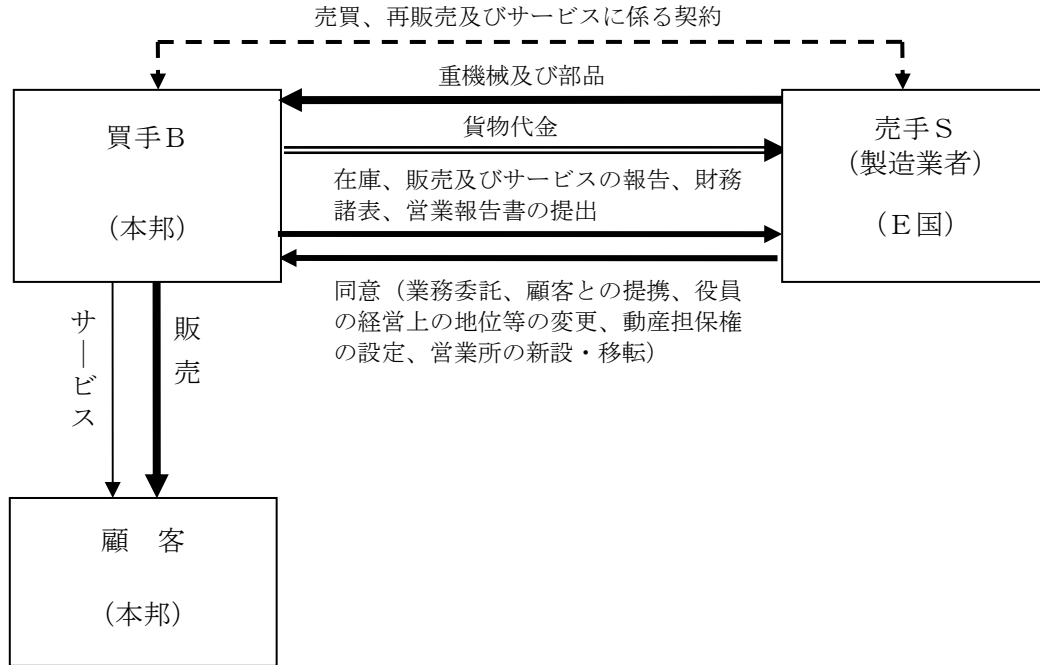 売買、再販売及びサービスに係る契約
重機械及び部品
買手Ｂ
（本邦）
貨物代金
売手Ｓ
（製造業者）
（Ｅ国）
在庫、販売及びサービスの報告、財務
諸表、営業報告書の提出
同意（業務委託、顧客との提携、役員
の経営上の地位等の変更、動産担保権
の設定、営業所の新設・移転）
サービス
販売
顧　客
（本邦）